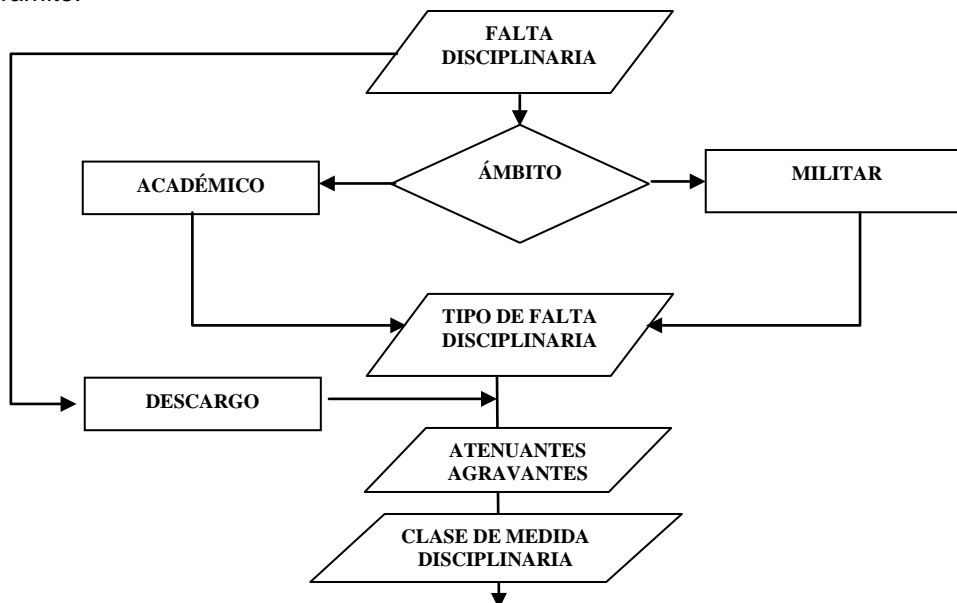 FALTA
DISCIPLINARIA
ÁMBITO
ACADÉMICO
MILITAR
TIPO DE FALTA
DISCIPLINARIA
DESCARGO
ATENUANTES
AGRAVANTES
CLASE DE MEDIDA
DISCIPLINARIA